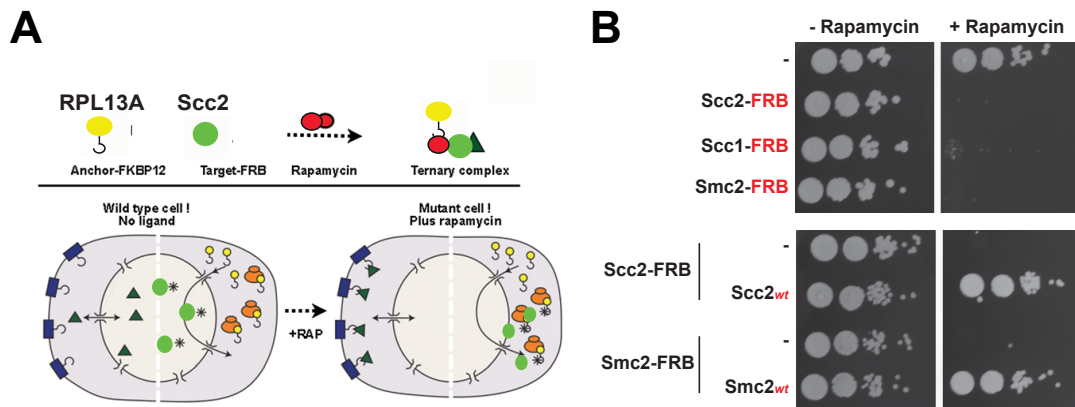 A
RPL13A Scc2
Anchor-FKBP12 Target-FRB Rapamycin Ternary complex
Wild type cell !
No ligand
Mutant cell !
Plus rapamycin
+RAP
B
- Rapamycin + Rapamycin
-
Scc2-FRB
Scc1-FRB
Smc2-FRB
Scc2-FRB
-
Scc2wt
Smc2-FRB
-
Smc2wt